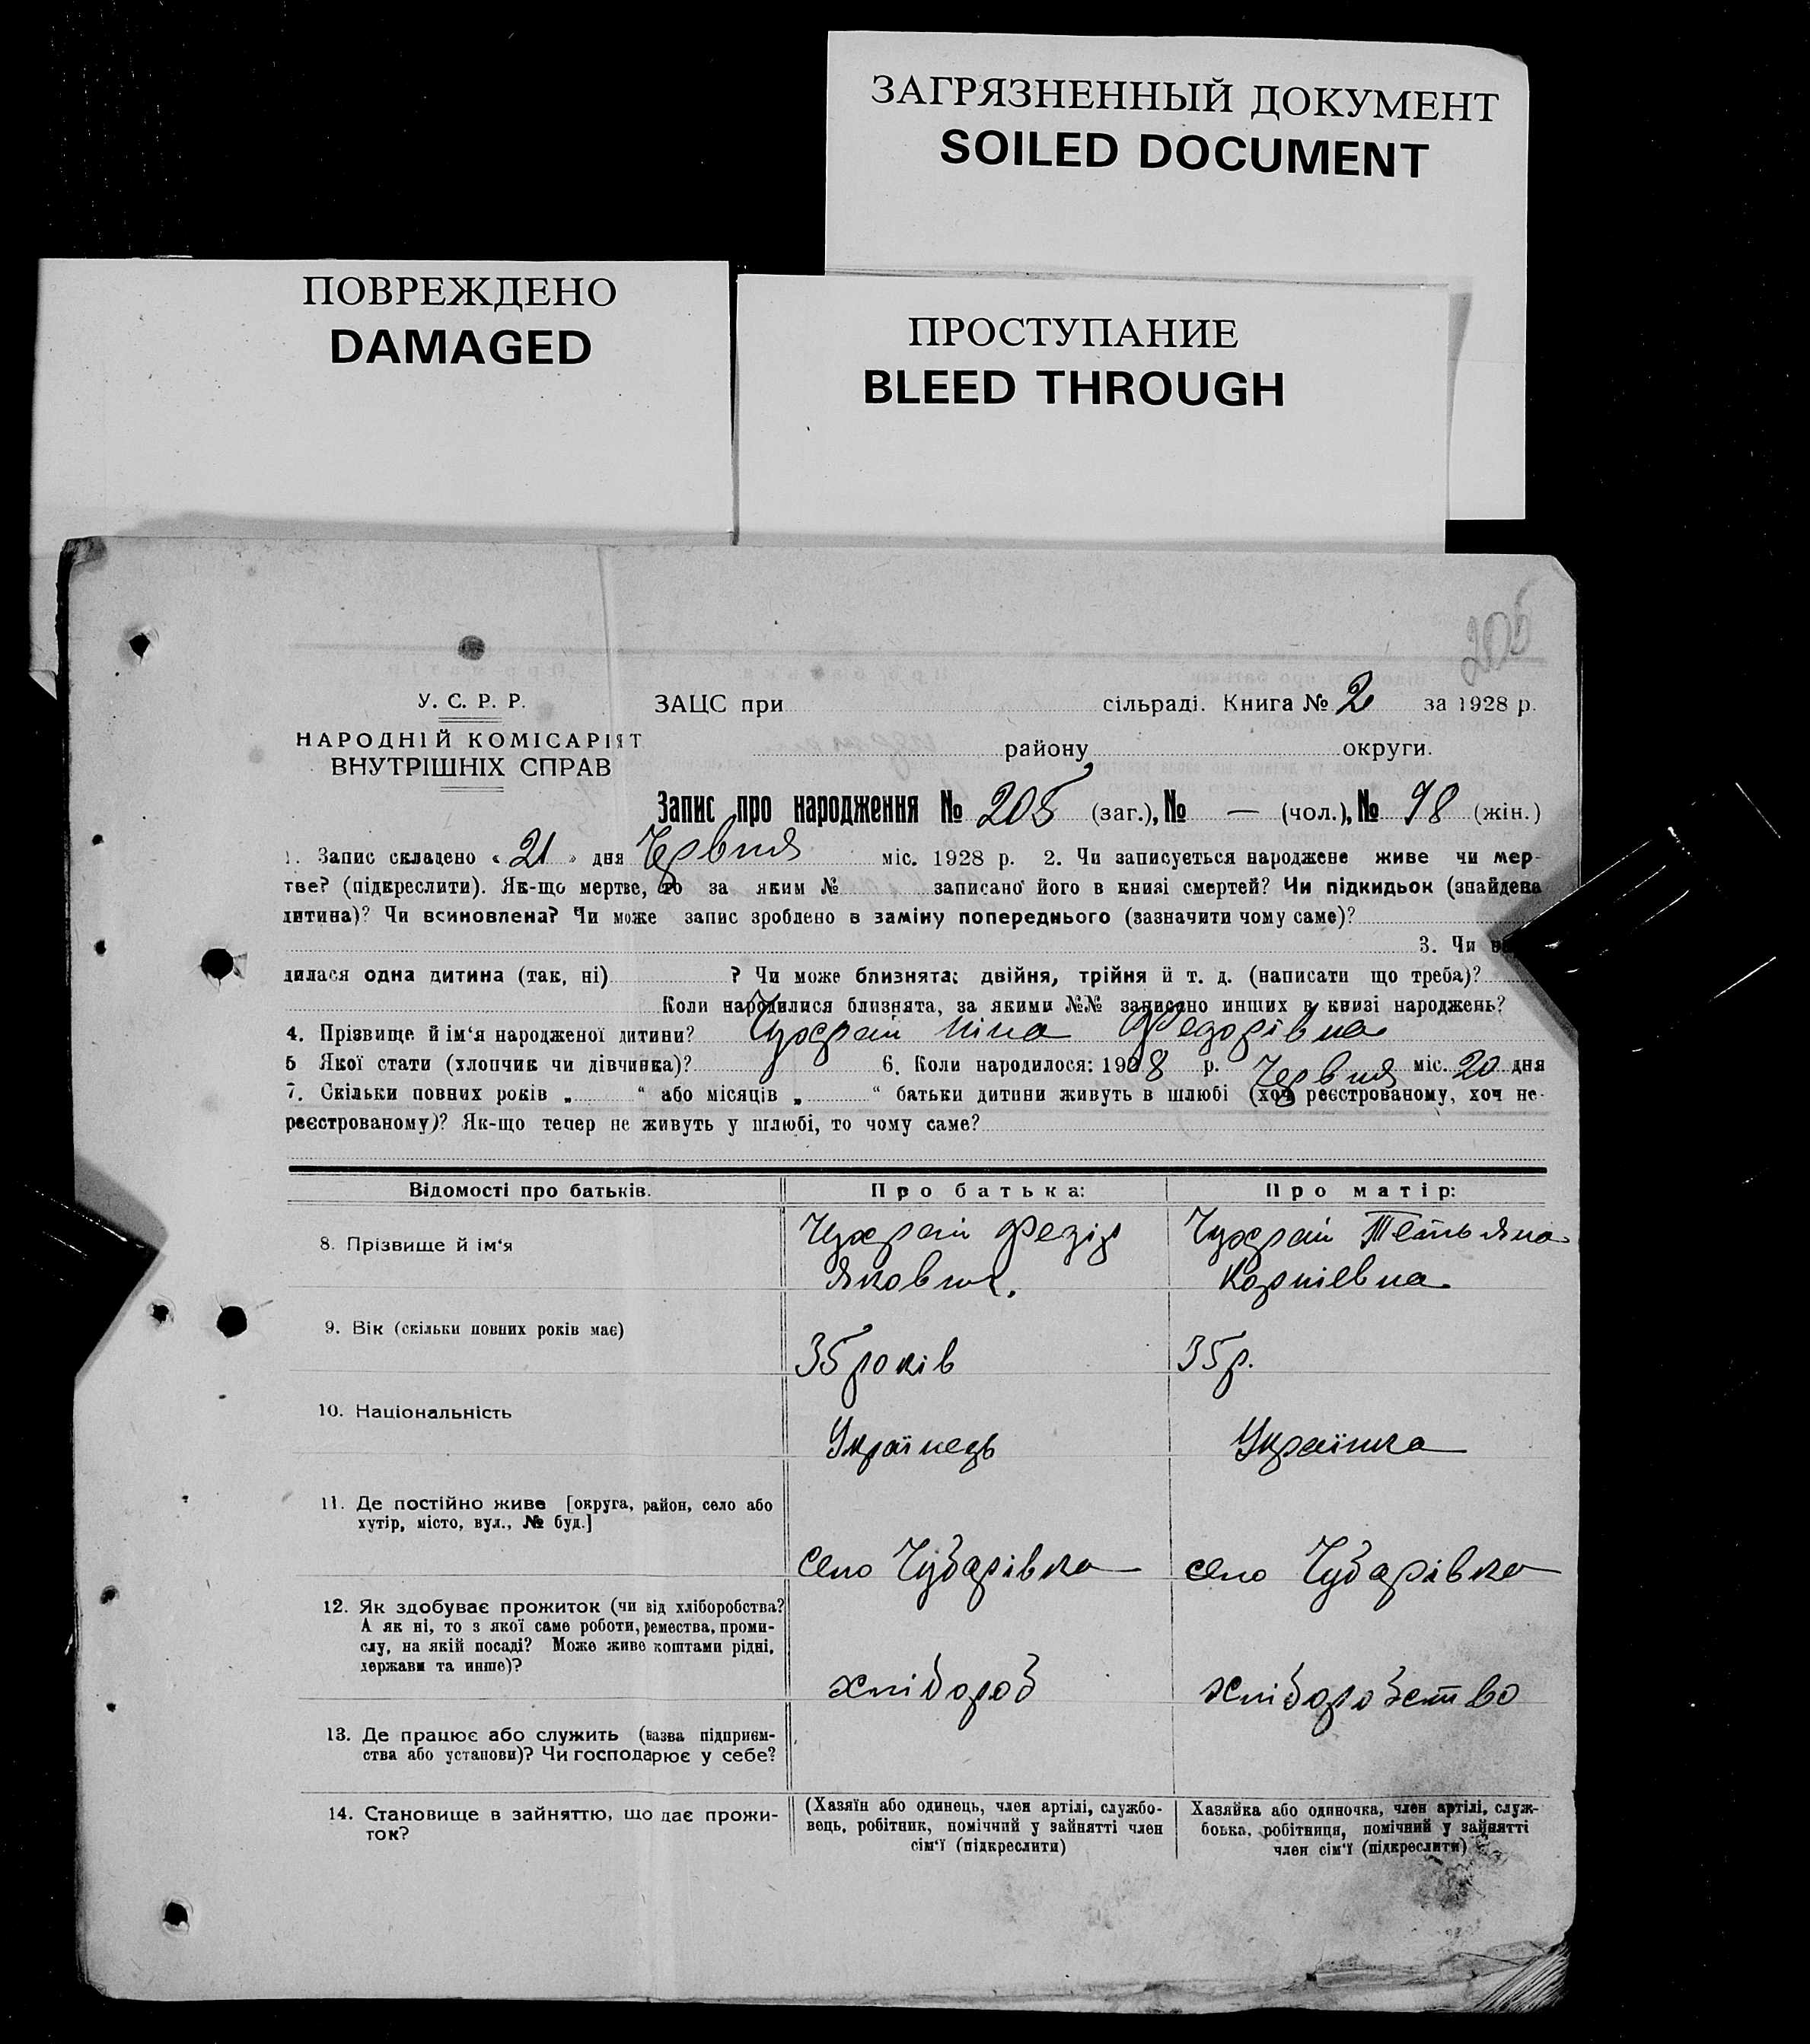 ЗАГРЯЗНЕННЫЙ ДОКУМЕНТ
SOILED DOCUMENT
ПОВРЕЖДЕНО
DAMAGED
ПРОСТУПАНИЕ
BLEED THROUGH
205
У. С. Р. Р.
НАРОДНІЙ КОМІСАРІЯТ
ВНУТРІШНІХ СПРАВ
ЗАЦС при сільраді. Книга № 2 за 1928 р.
району округи.
Запис про народження № 205 (заг.), № — (чол.), № 98 (жін.)
1. Запис складено « 21 » дня Червня міс. 1928 р. 2. Чи записується народжене живе чи мер-
тве? (підкреслити). Як-що мертве, то за яким № записано його в книзі смертей? Чи підкидьок (знайдена
дитина)? Чи всиновлена? Чи може запис зроблено в заміну попереднього (зазначити чому саме)?
3. Чи
дилася одна дитина (так, ні) ? Чи може близнята: двійня, трійня й т. д. (написати що треба)?
Коли народилися близнята, за якими №№ записано инших в книзі народжень?
4. Прізвище й ім‘я народженої дитини? Чухрай Ніна Федорівна
5 Якої стати (хлопчик чи дівчинка)? 6. Коли народилося: 1928 р. Червня міс. 20 дня
7. Скільки повних років „ “ або місяців „ “ батьки дитини живуть в шлюбі (хоч реєстрованому, хоч не-
реєстрованому)? Як-що тепер не живуть у шлюбі, то чому саме?
Відомості про батьків. Про батька: Про матір:
8. Прізвище й ім‘я Чухрай Федір Якович. Чухрай Тетьяна Корніевна
9. Вік (скільки повних років має) 35 років 35 р.
10. Національність Українець Українка
11. Де постійно живе [округа, район, село або
хутір, місто, вул., № буд.]
село Чубарівка село Чубарівка
12. Як здобуває прожиток (чи від хліборобства?
А як ні, то з якої саме роботи, ремества, проми-
слу, на якій посаді? Може живе коштами рідні,
держави та инше)?
хлібороб хліборобство
13. Де працює або служить (назва підприєм-
ства або установи)? Чи господарює у себе?
14. Становище в зайняттю, що дає прожи-
ток?
(Хазяїн або одинець, член артілі, службо-
вець, робітник, помічний у зайнятті член
сім‘ї (підкреслити)
Хазяйка або одиночка, член артілі, служ-
бовка, робітниця, помічний у зайнятті
член сім‘ї (підкреслити)